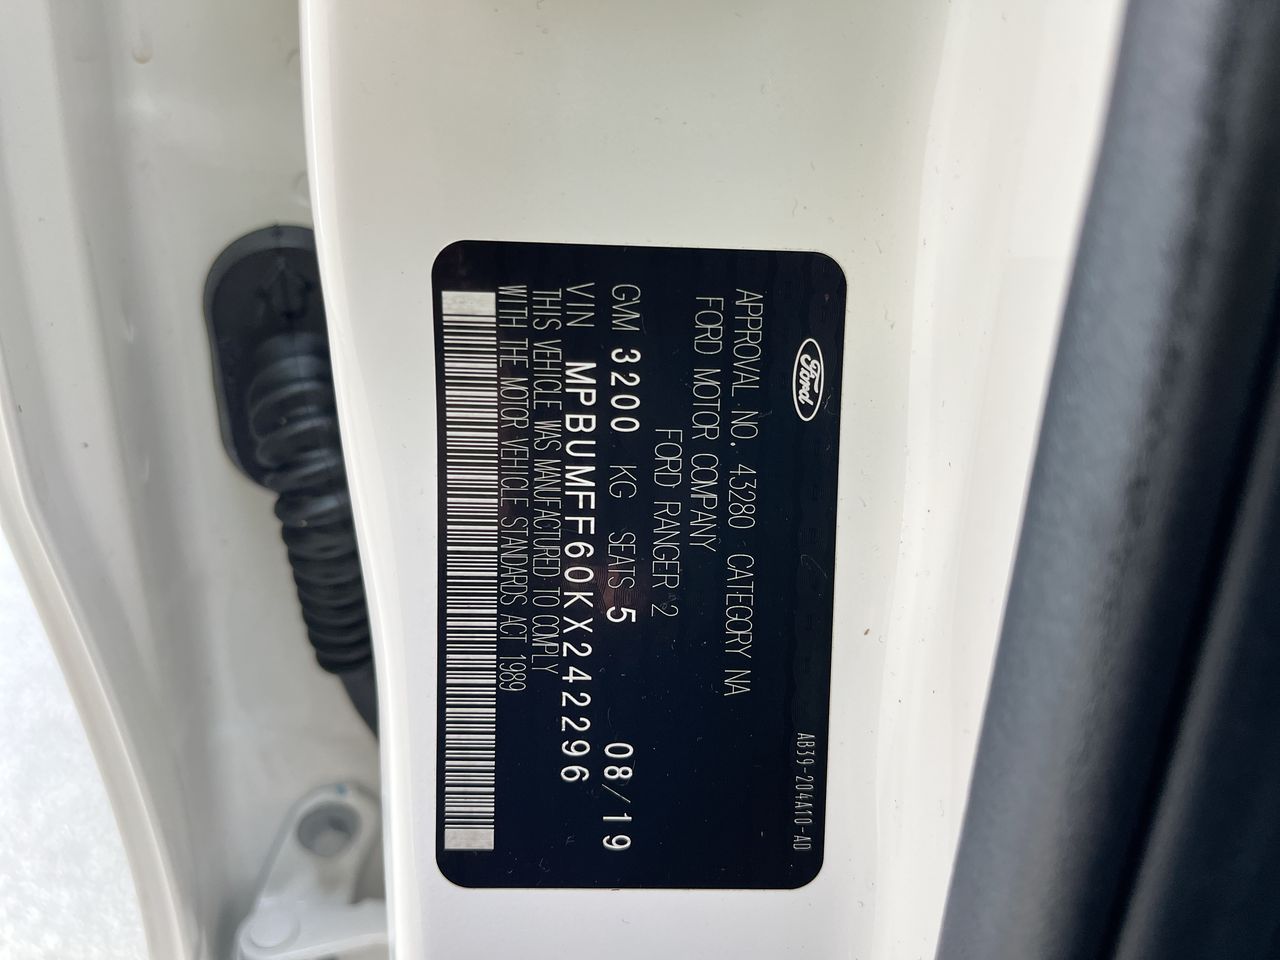 Ford
AB39-204A10-AD
APPROVAL NO. 43280 CATEGORY NA
FORD MOTOR COMPANY
FORD RANGER 2
GVM 3200 KG SEATS 5 08/19
VIN MPBUMFF60KX242296
THIS VEHICLE WAS MANUFACTURED TO COMPLY
WITH THE MOTOR VEHICLE STANDARDS ACT 1989